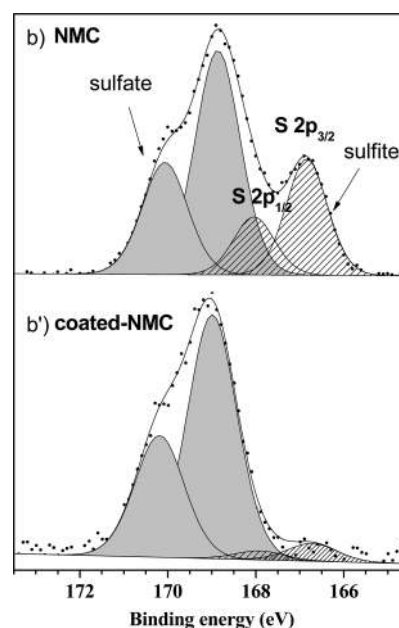 b) NMC
sulfate
S 2p3/2
sulfite
S 2p1/2
b') coated-NMC
172 170 168 166
Binding energy (eV)